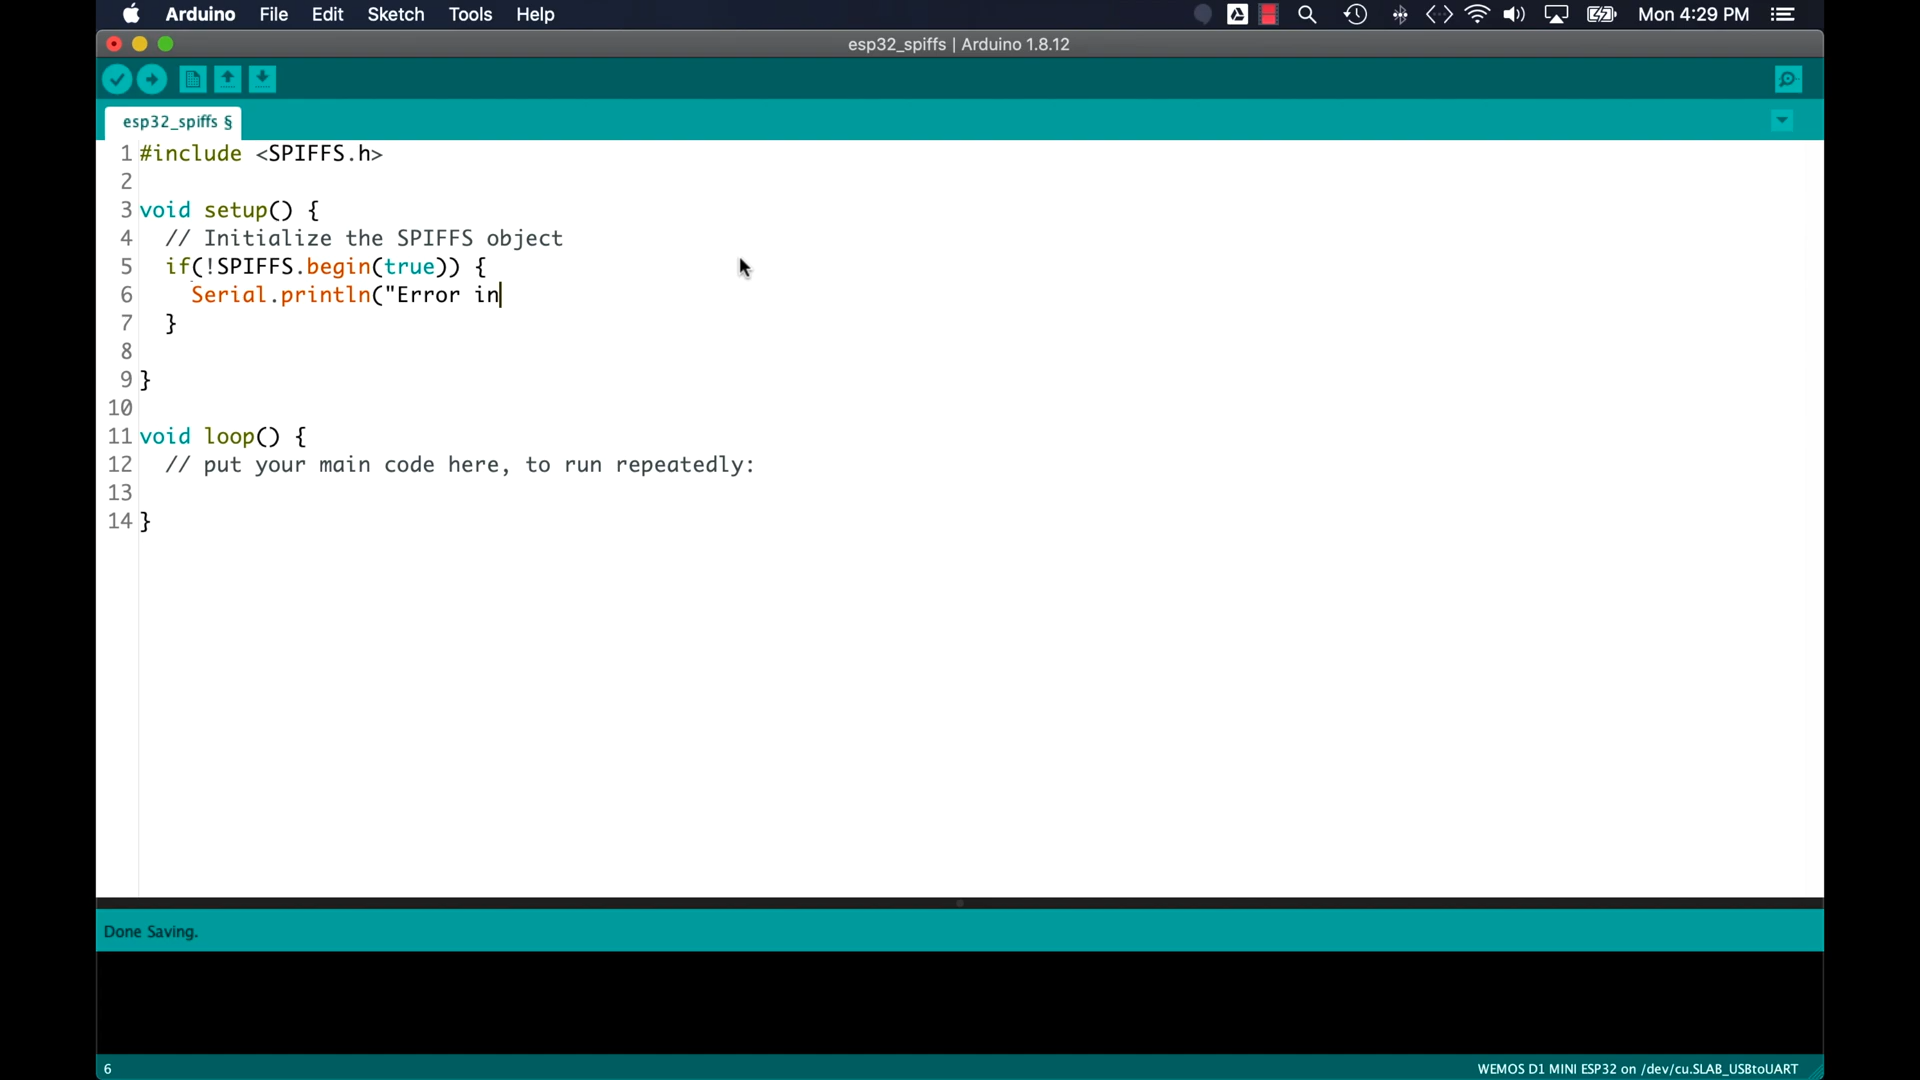 Arduino File Edit Sketch Tools Help Mon 4:29 PM
esp32_spiffs | Arduino 1.8.12
esp32_spiffs §
1 #include <SPIFFS.h>
2
3 void setup() {
4 // Initialize the SPIFFS object
5 if(!SPIFFS.begin(true)) {
6 Serial.println("Error in
7 }
8
9 }
10
11 void loop() {
12 // put your main code here, to run repeatedly:
13
14 }
Done Saving.
6 WEMOS D1 MINI ESP32 on /dev/cu.SLAB_USBtoUART